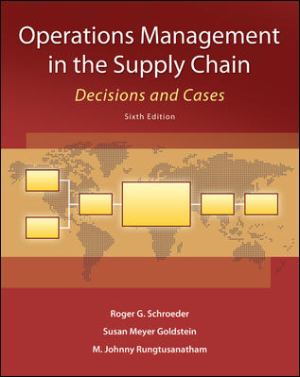 Operations Management
in the Supply Chain
Decisions and Cases
Sixth Edition
Roger G. Schroeder
Susan Meyer Goldstein
M. Johnny Rungtusanatham